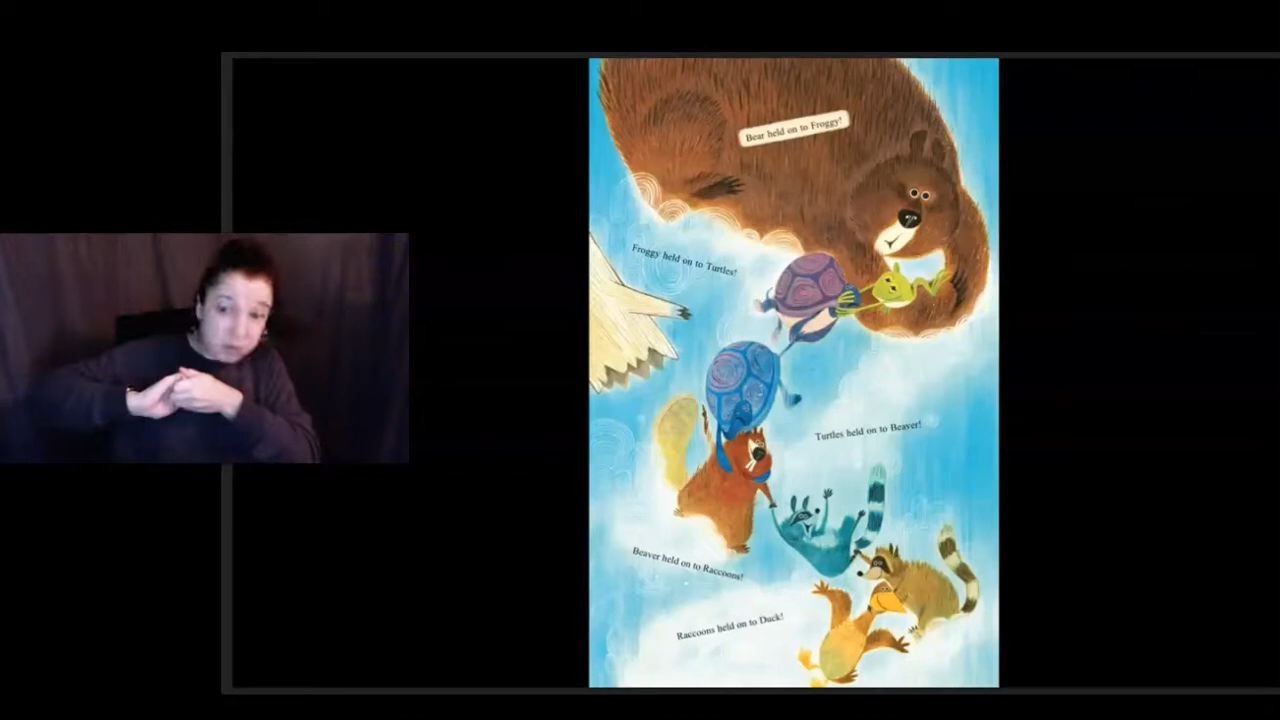 Bear held on to Froggy!
Froggy held on to Turtles!
Turtles held on to Beaver!
Beaver held on to Raccoons!
Raccoons held on to Duck!